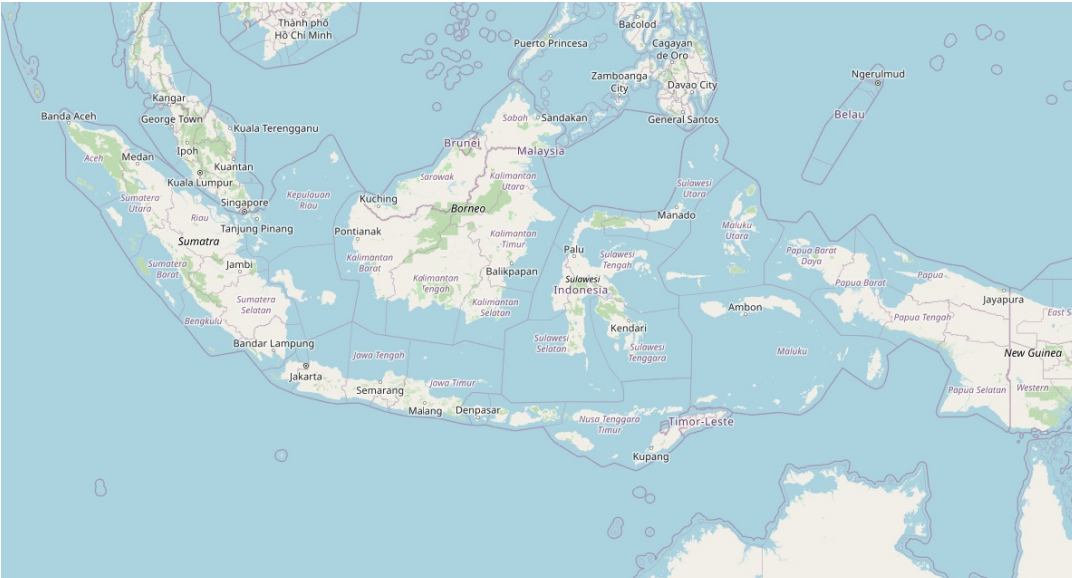 Thành phố
Hồ Chí Minh
Bacolod
Puerto Princesa
Cagayan
de Oro
Zamboanga
City
Davao City
Ngerulmud
Kangar
Banda Aceh
George Town
Kuala Terengganu
Sabah
Sandakan
General Santos
Belau
Ipoh
Brunei
Malaysia
Aceh
Medan
Kuantan
Kuala Lumpur
Sarawak
Kalimantan
Utara
Sulawesi
Utara
Sumatera
Utara
Kepulauan
Riau
Kuching
Singapore
Borneo
Manado
Riau
Tanjung Pinang
Pontianak
Kalimantan
Timur
Maluku
Utara
Sumatra
Palu
Papua Barat
Daya
Sumatera
Barat
Jambi
Kalimantan
Barat
Balikpapan
Sulawesi
Tengah
Papua
Kalimantan
Tengah
Sulawesi
Indonesia
Papua Barat
Sumatera
Selatan
Kalimantan
Selatan
Ambon
Jayapura
Bengkulu
Papua Tengah
East S
Kendari
Bandar Lampung
Sulawesi
Selatan
Sulawesi
Tenggara
Maluku
New Guinea
Jawa Tengah
Jakarta
Semarang
Jawa Timur
Papua Selatan
Western
Malang
Denpasar
Nusa Tenggara
Timur
Timor-Leste
Kupang